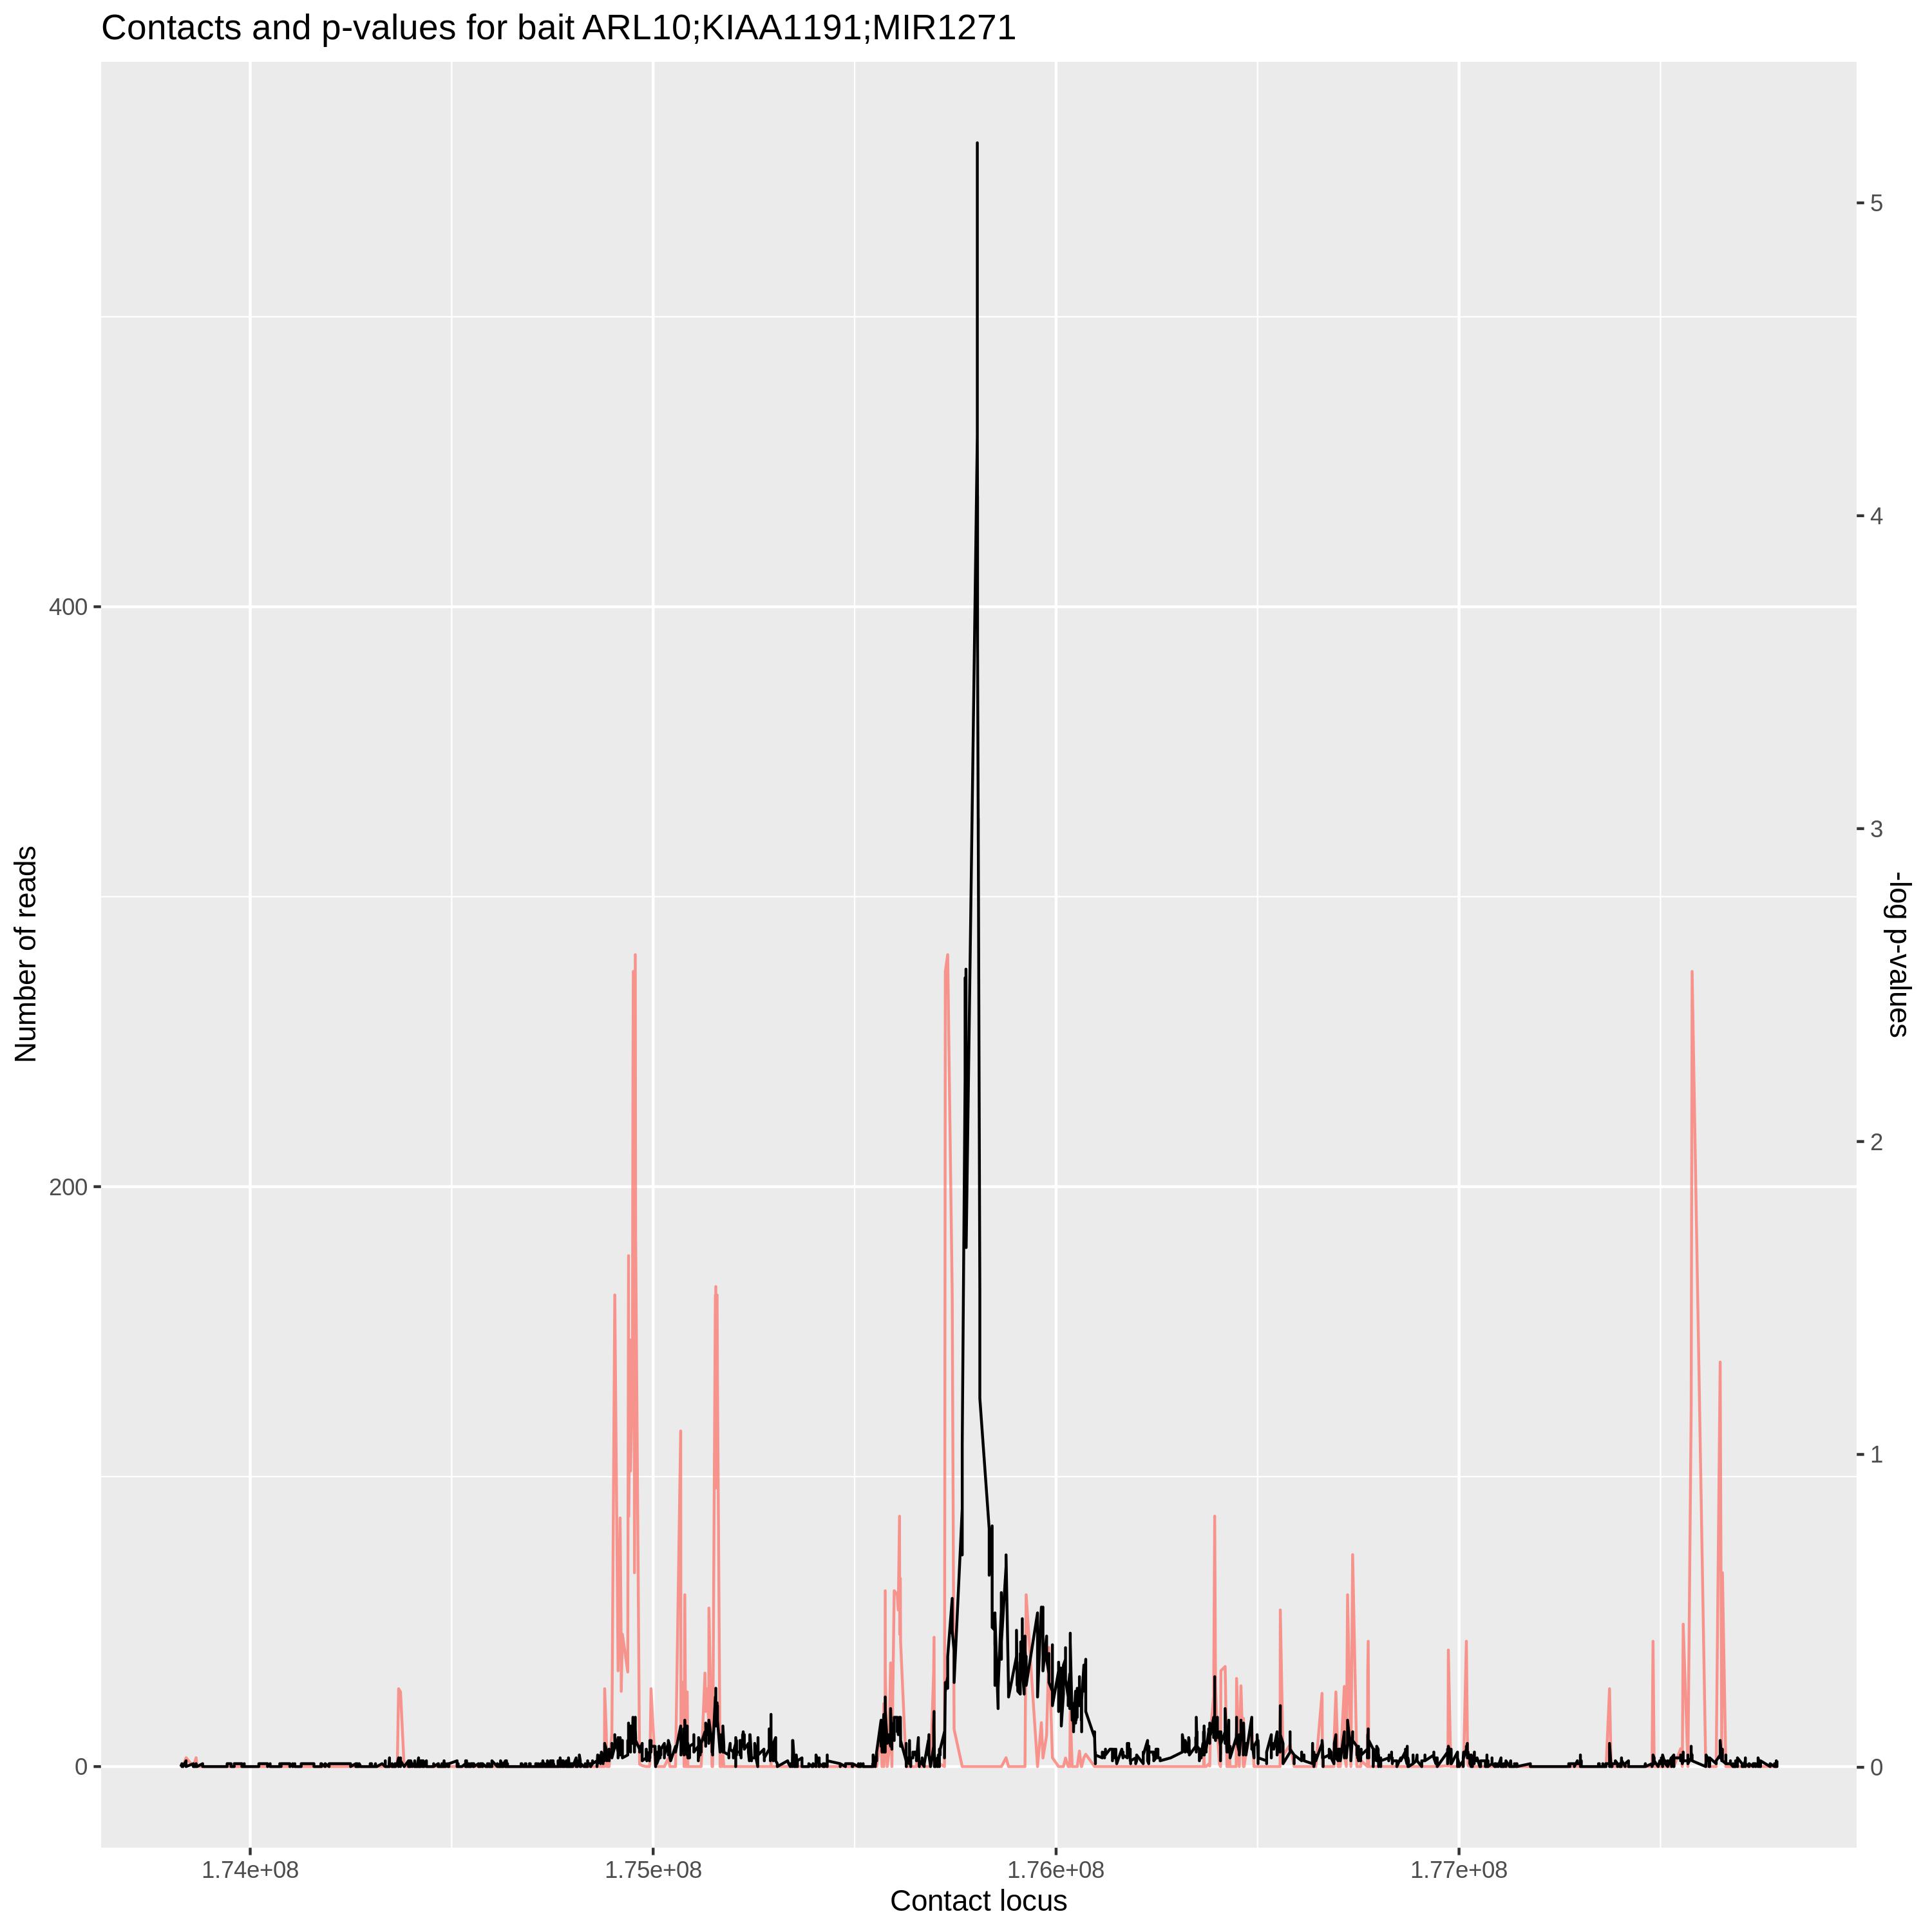 Contacts and p-values for bait ARL10;KIAA1191;MIR1271
5
4
400
3
Number of reads
-log p-values
2
200
1
0
0
1.74e+08
1.75e+08
1.76e+08
1.77e+08
Contact locus